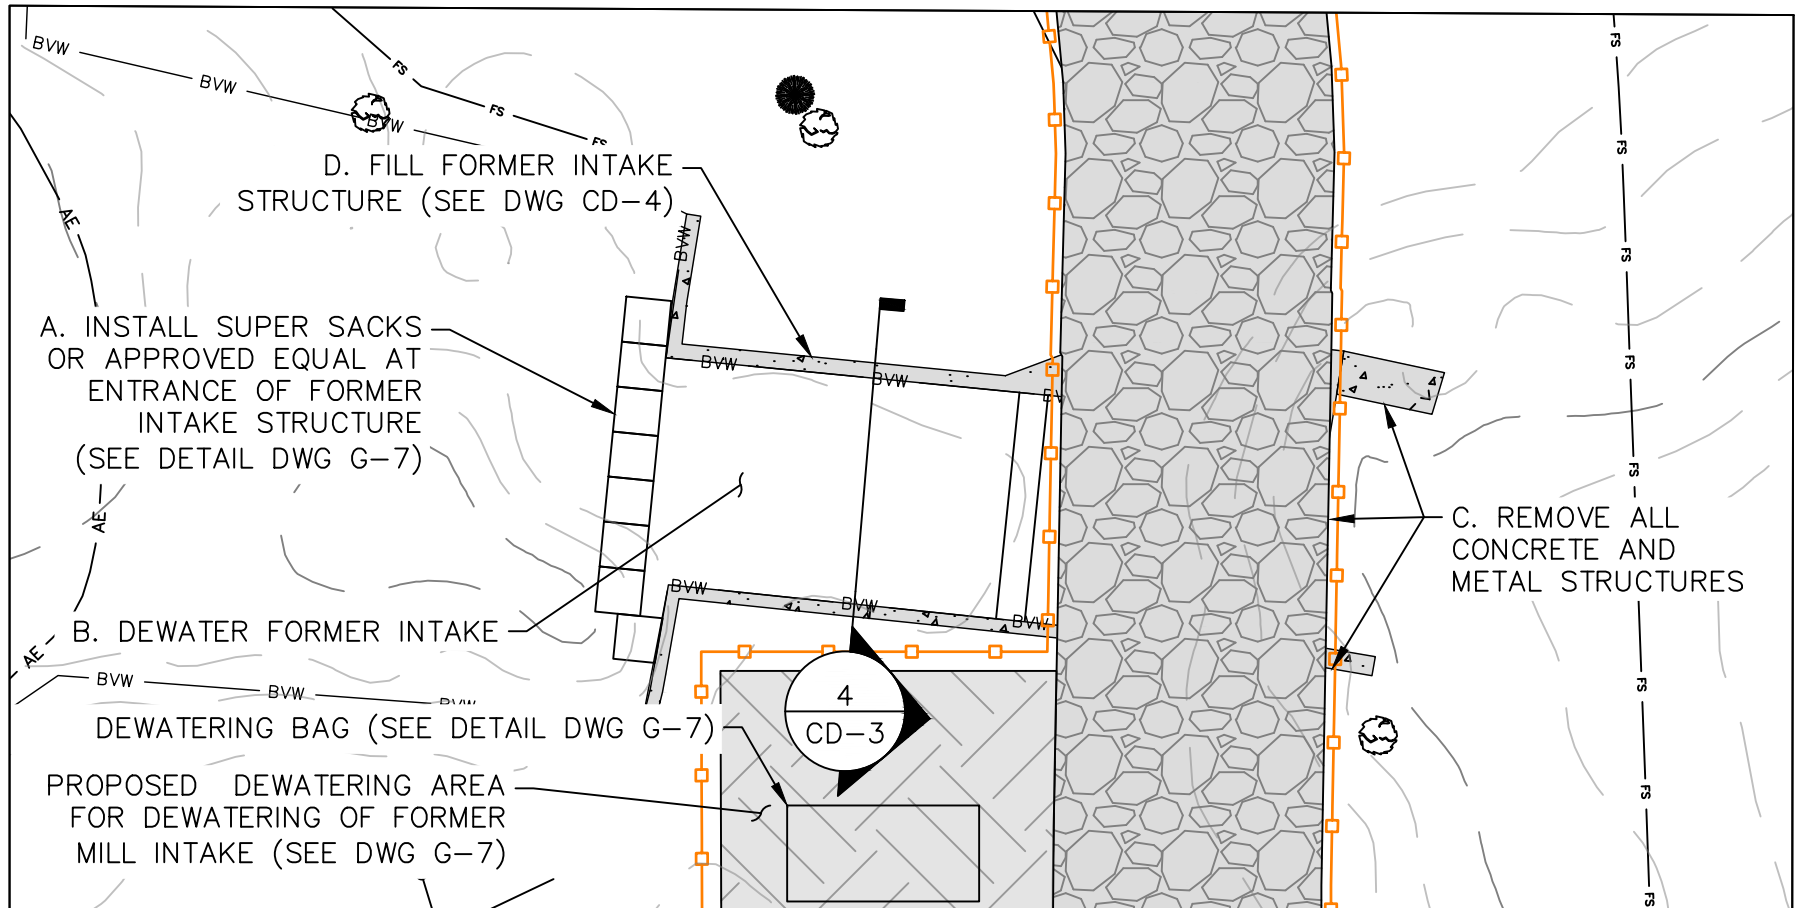 BVW
BVW
BVW
FS
FS
FS
FS
FS
FS
FS
FS
FS
FS
FS
AE
AE
AE
D. FILL FORMER INTAKE
STRUCTURE (SEE DWG CD-4)
BVW
A. INSTALL SUPER SACKS
OR APPROVED EQUAL AT
ENTRANCE OF FORMER
INTAKE STRUCTURE
(SEE DETAIL DWG G-7)
BVW
BVW
BV
C. REMOVE ALL
CONCRETE AND
METAL STRUCTURES
BVW
BVW
BVW
B. DEWATER FORMER INTAKE
BVW
BVW
BVW
DEWATERING BAG (SEE DETAIL DWG G-7)
4
CD-3
PROPOSED DEWATERING AREA
FOR DEWATERING OF FORMER
MILL INTAKE (SEE DWG G-7)